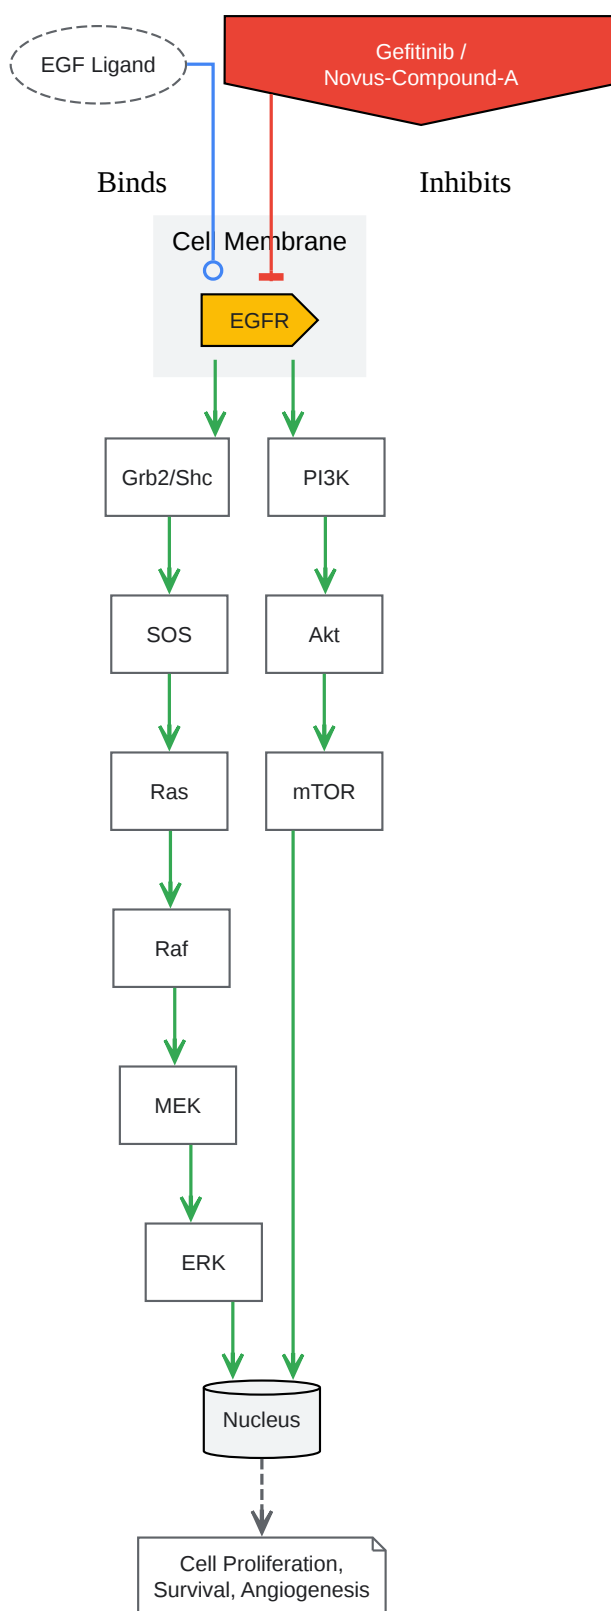 EGF Ligand
Gefitinib /
Novus-Compound-A
Binds
Inhibits
Cell Membrane
EGFR
Grb2/Shc
PI3K
SOS
Akt
Ras
mTOR
Raf
MEK
ERK
Nucleus
Cell Proliferation,
Survival, Angiogenesis